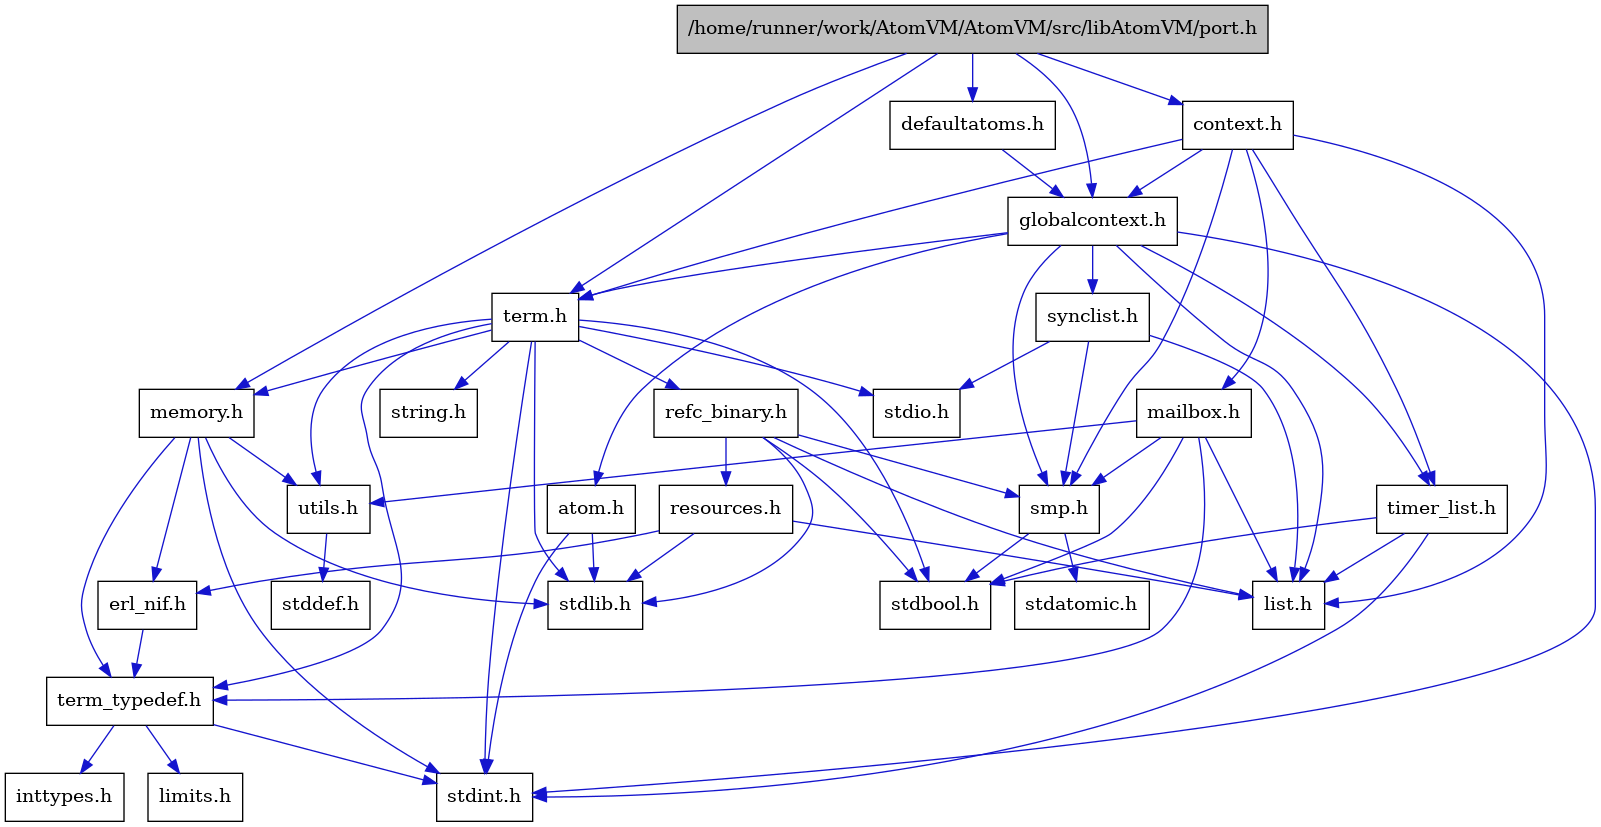 /home/runner/work/AtomVM/AtomVM/src/libAtomVM/port.h
defaultatoms.h
context.h
globalcontext.h
term.h
synclist.h
memory.h
string.h
refc_binary.h
stdio.h
mailbox.h
utils.h
atom.h
resources.h
smp.h
timer_list.h
erl_nif.h
stddef.h
stdlib.h
stdbool.h
stdatomic.h
list.h
term_typedef.h
inttypes.h
limits.h
stdint.h